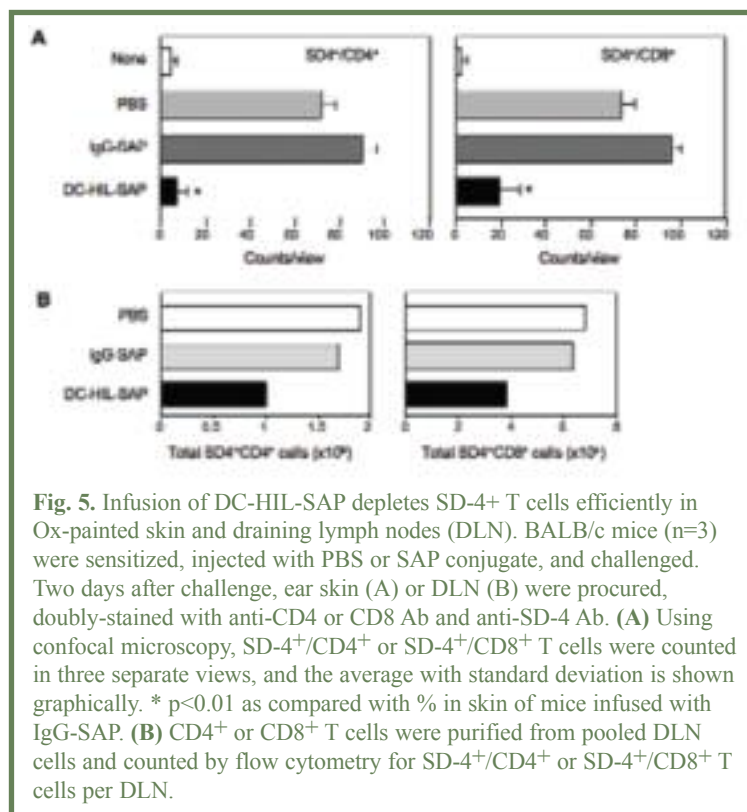 A
None
SD4⁺/CD4⁺
SD4⁺/CD8⁺
PBS
IgG-SAP
DC-HIL-SAP
*
*
0 20 40 60 80 100 120
0 20 40 60 80 100 120
Counts/view
Counts/view
B
PBS
IgG-SAP
DC-HIL-SAP
0 0.5 1 1.5 2
0 2 4 6 8
Total SD4⁺CD4⁺ cells
Total SD4⁺CD8⁺ cells
Fig. 5. Infusion of DC-HIL-SAP depletes SD-4+ T cells efficiently in
Ox-painted skin and draining lymph nodes (DLN). BALB/c mice (n=3)
were sensitized, injected with PBS or SAP conjugate, and challenged.
Two days after challenge, ear skin (A) or DLN (B) were procured,
doubly-stained with anti-CD4 or CD8 Ab and anti-SD-4 Ab. (A) Using
confocal microscopy, SD-4⁺/CD4⁺ or SD-4⁺/CD8⁺ T cells were counted
in three separate views, and the average with standard deviation is shown
graphically. * p<0.01 as compared with % in skin of mice infused with
IgG-SAP. (B) CD4⁺ or CD8⁺ T cells were purified from pooled DLN
cells and counted by flow cytometry for SD-4⁺/CD4⁺ or SD-4⁺/CD8⁺ T
cells per DLN.